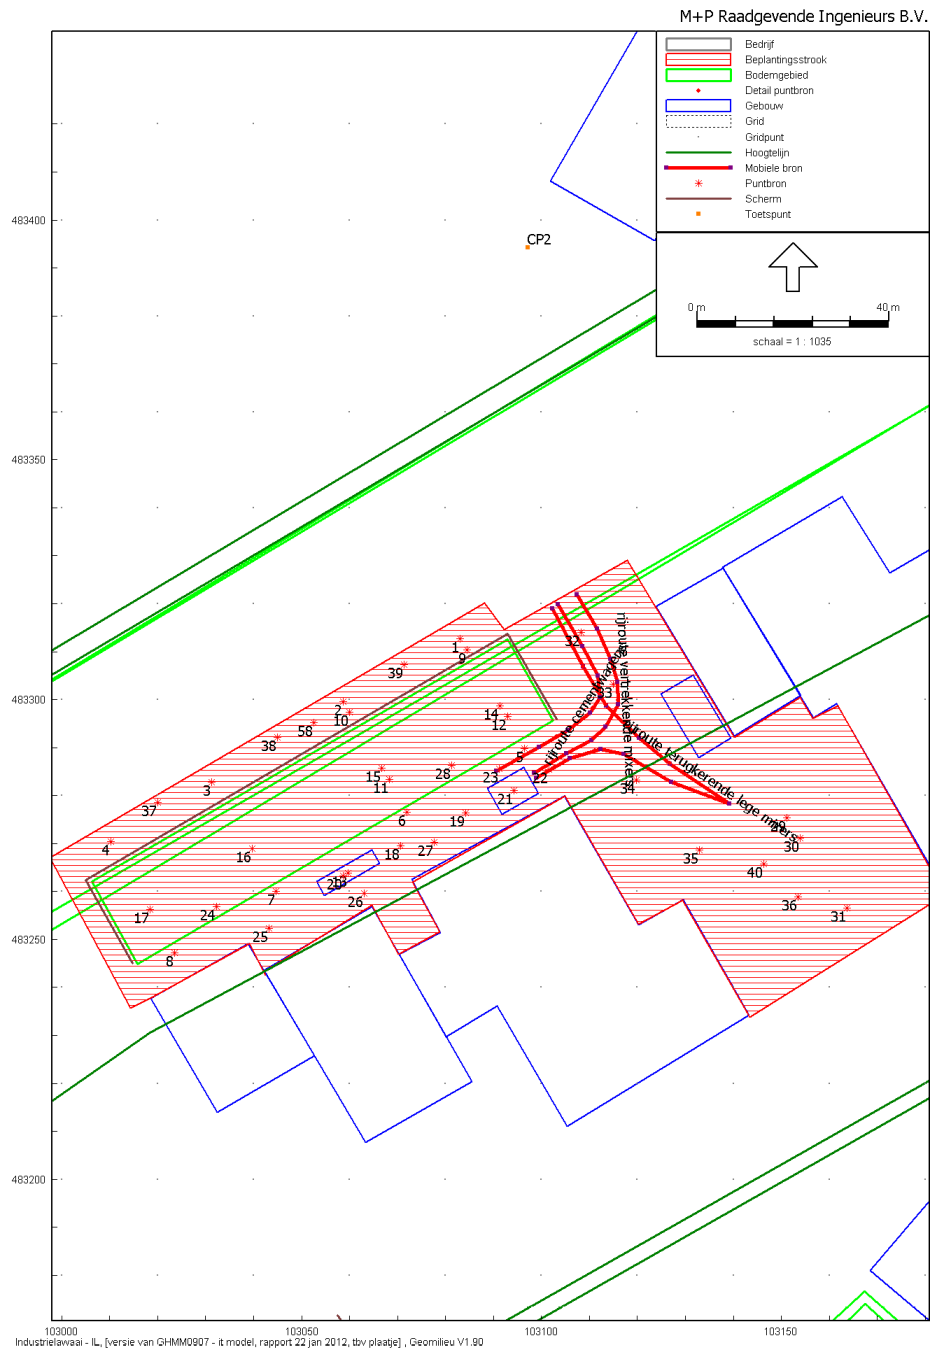 M+P Raadgevende Ingenieurs B.V.
Bedrijf
Beplantingsstrook
Bodemgebied
Detail puntbron
Gebouw
Grid
Gridpunt
Hoogtelijn
Mobiele bron
Puntbron
Scherm
Toetspunt
0 m 40 m
schaal = 1 : 1035
483400
CP2
483350
483300
483250
483200
rijroute vertrekkende mixers
rijroute cementwagens
rijroute terugkerende lege mixers
32
1
9
39
33
2
10
14
12
58
38
5
15
28
23
22
3
11
34
21
37
6
19
29
4
30
16
18
27
35
40
20
13
7
26
36
17
24
31
25
8
103000
103050
103100
103150
Industrielawaai - IL, [versie van GHMM0907 - it model, rapport 22 jan 2012, tbv plaatje] , Geomilieu V1.90